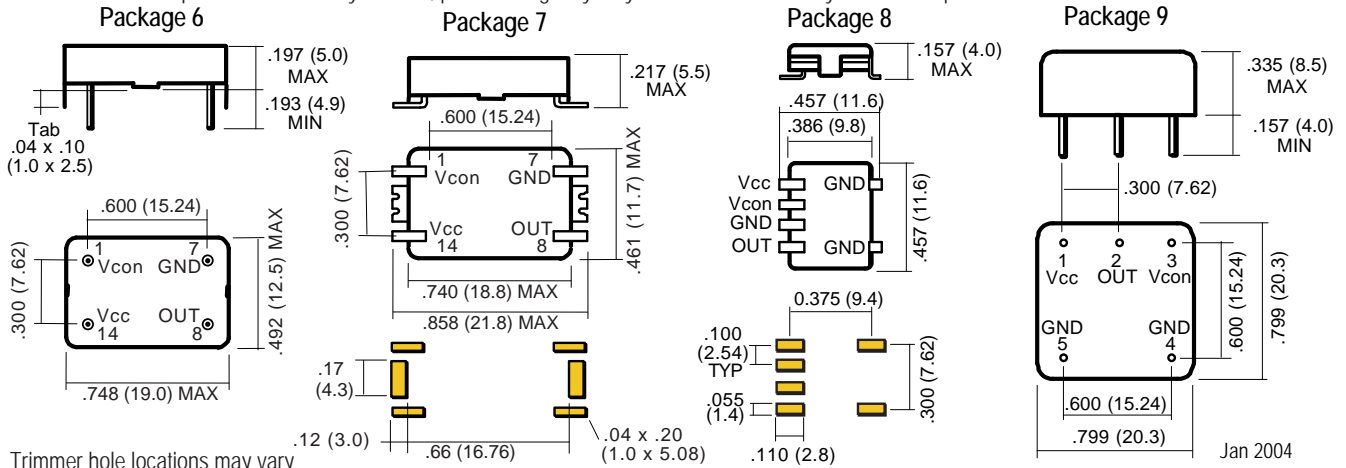 Package 6
.197 (5.0)
MAX
.193 (4.9)
MIN
Tab
.04 x .10
(1.0 x 2.5)
.600 (15.24)
1
7
Vcon
GND
.300 (7.62)
Vcc
OUT
14
8
.492 (12.5) MAX
.748 (19.0) MAX
Trimmer hole locations may vary
Package 7
.217 (5.5)
MAX
.600 (15.24)
1
7
Vcon
GND
.300 (7.62)
Vcc
OUT
14
8
.461 (11.7) MAX
.740 (18.8) MAX
.858 (21.8) MAX
.17
(4.3)
.12 (3.0)
.66 (16.76)
.04 x .20
(1.0 x 5.08)
Package 8
.157 (4.0)
MAX
.457 (11.6)
.386 (9.8)
Vcc
GND
Vcon
GND
OUT
GND
.457 (11.6)
0.375 (9.4)
.100
(2.54)
TYP
.300 (7.62)
.055
(1.4)
.110 (2.8)
Package 9
.335 (8.5)
MAX
.157 (4.0)
MIN
.300 (7.62)
1
2
3
Vcc
OUT
Vcon
GND
GND
5
4
.600 (15.24)
.799 (20.3)
.600 (15.24)
.799 (20.3)
Jan 2004